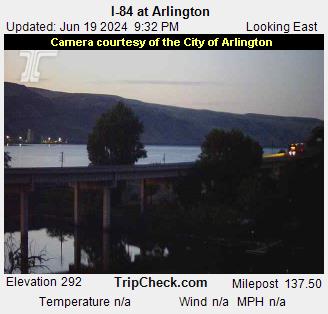 I-84 at Arlington
Updated: Jun 19 2024 9:32 PM Looking East
Camera courtesy of the City of Arlington
Elevation 292 TripCheck.com Milepost 137.50
Temperature n/a Wind n/a MPH n/a